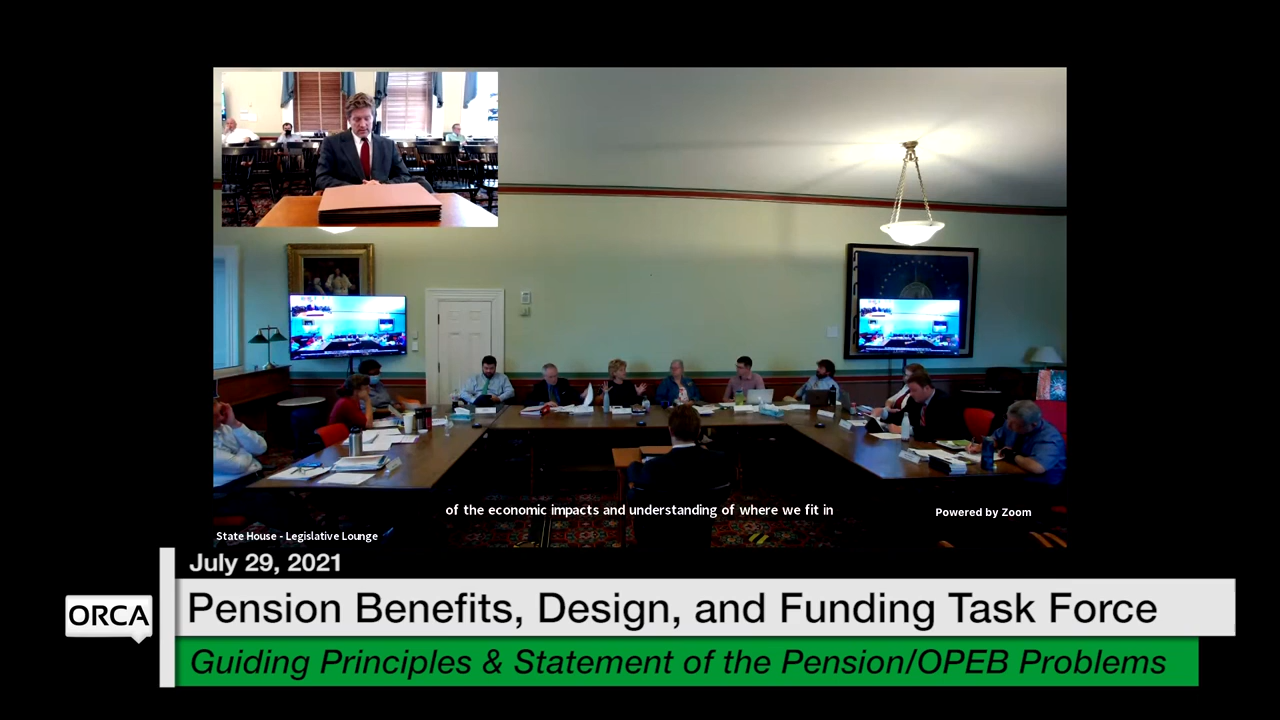 of the economic impacts and understanding of where we fit in
Powered by Zoom
State House - Legislative Lounge
July 29, 2021
ORCA
Pension Benefits, Design, and Funding Task Force
Guiding Principles & Statement of the Pension/OPEB Problems